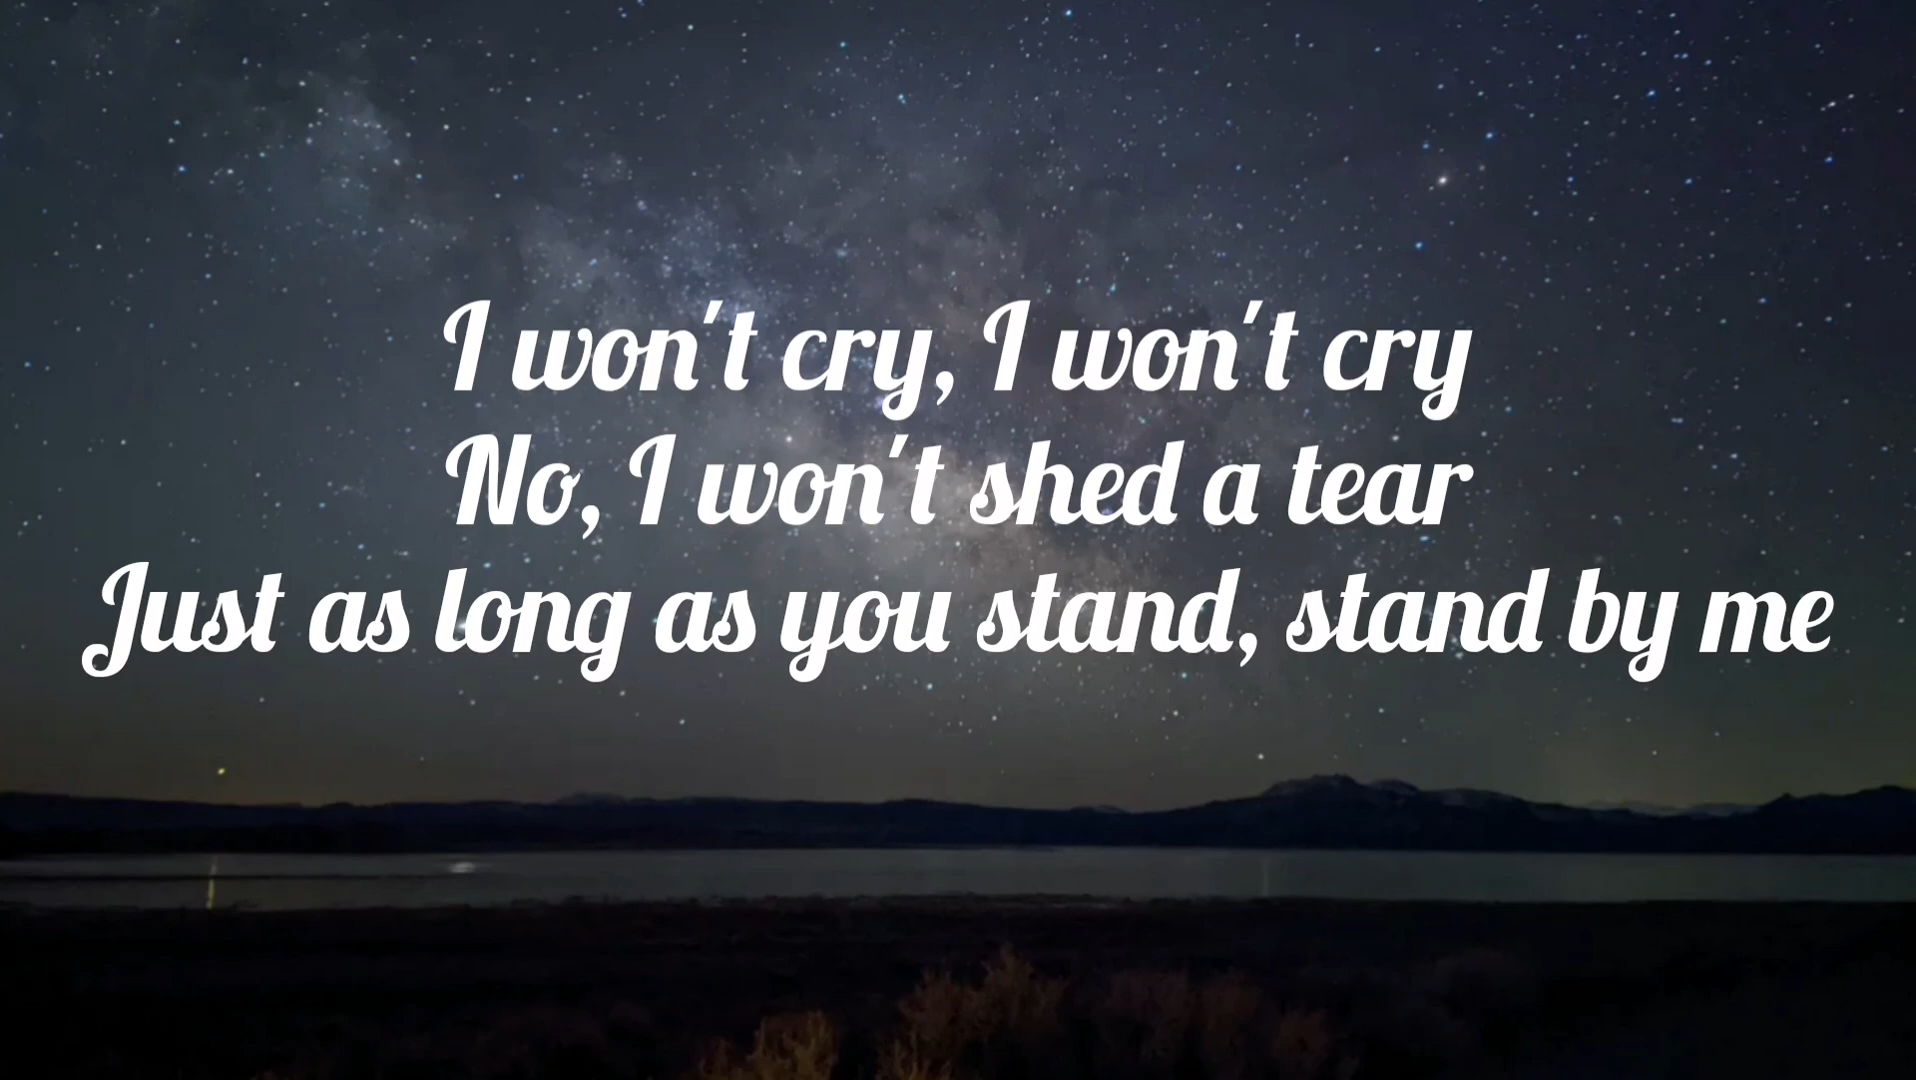 I won't cry, I won't cry
No, I won't shed a tear
Just as long as you stand, stand by me